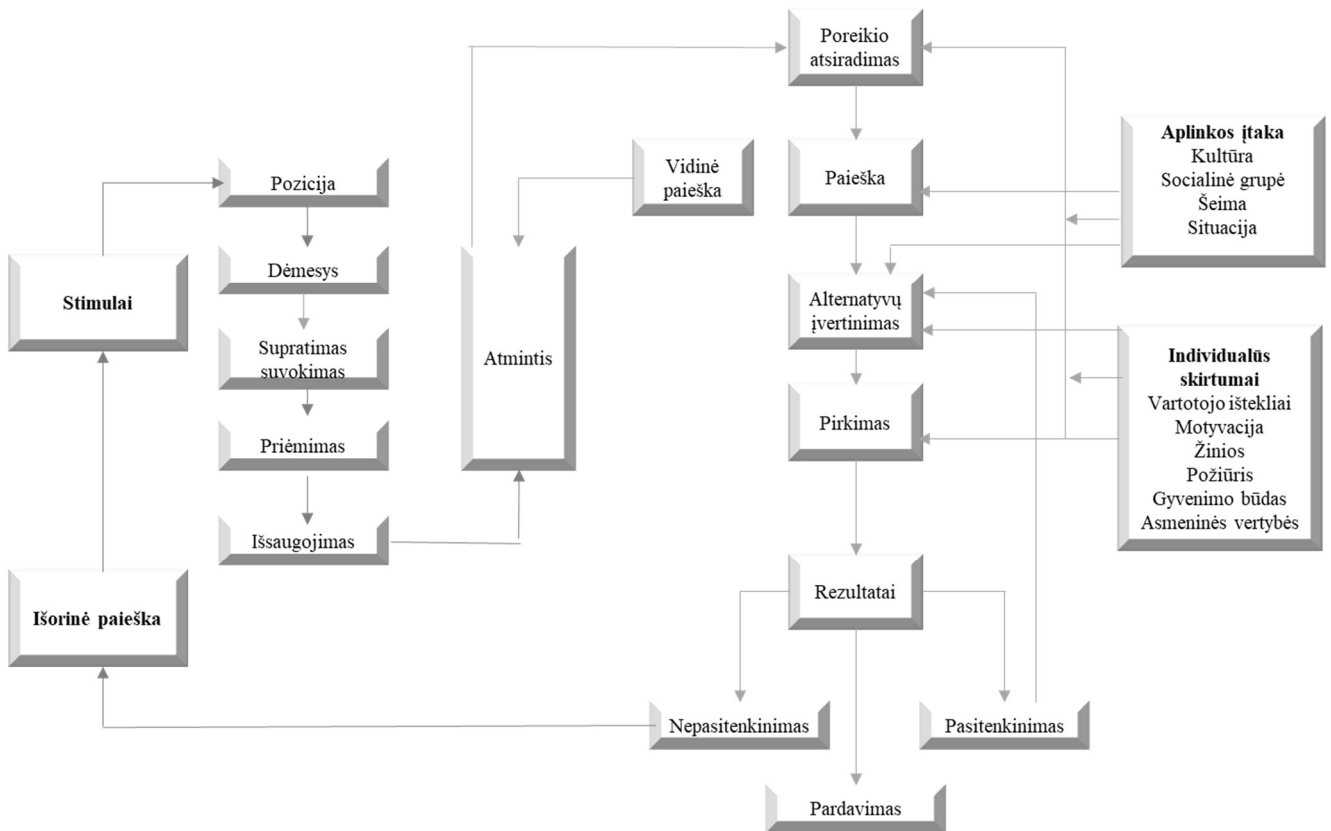 Poreikio
atsiradimas
Aplinkos įtaka
Kultūra
Socialinė grupė
Šeima
Situacija
Vidinė
paieška
Paieška
Pozicija
Dėmesys
Stimulai
Alternatyvų
įvertinimas
Supratimas
suvokimas
Atmintis
Individualūs
skirtumai
Vartotojo ištekliai
Motyvacija
Žinios
Požiūris
Gyvenimo būdas
Asmeninės vertybės
Pirkimas
Priėmimas
Išsaugojimas
Rezultatai
Išorinė paieška
Nepasitenkinimas
Pasitenkinimas
Pardavimas